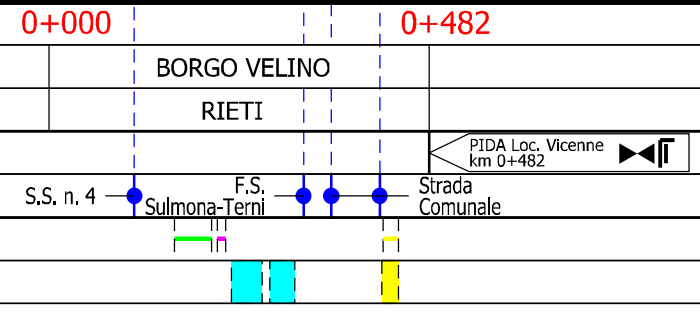 0+000 0+482
BORGO VELINO
RIETI
PIDA Loc. Vicenne
km 0+482
S.S. n. 4
F.S.
Sulmona-Terni
Strada
Comunale